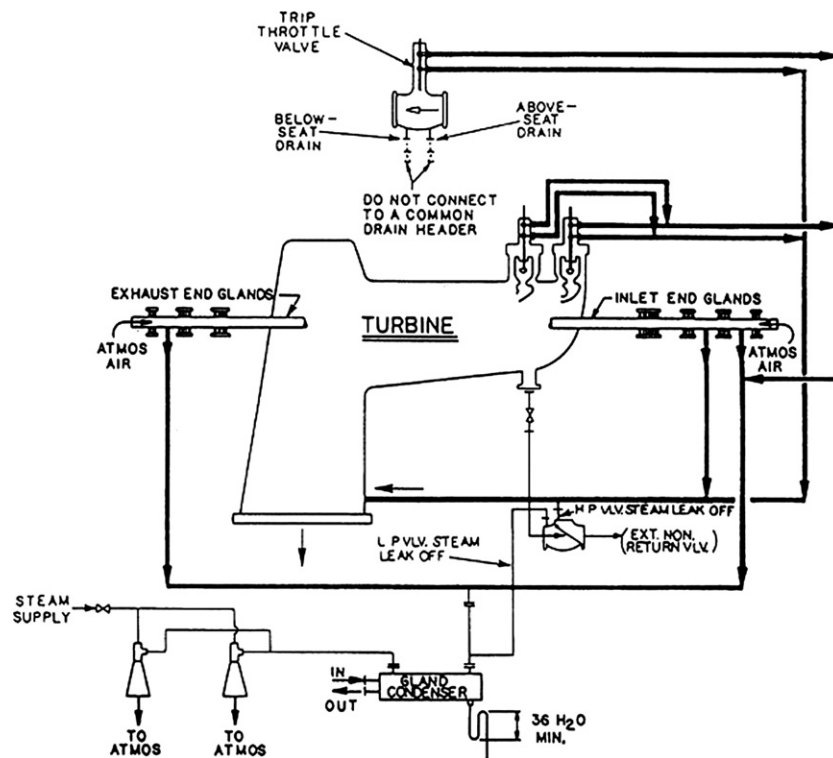 TRIP
THROTTLE
VALVE
BELOW-
SEAT
DRAIN
ABOVE-
SEAT
DRAIN
DO NOT CONNECT
TO A COMMON
DRAIN HEADER
EXHAUST END GLANDS
INLET END GLANDS
TURBINE
ATMOS
AIR
ATMOS
AIR
H P VLV. STEAM LEAK OFF
L P VLV. STEAM
LEAK OFF
(EXT. NON.
RETURN VLV.)
STEAM
SUPPLY
IN
OUT
GLAND
CONDENSER
36 H2O
MIN.
TO
ATMOS
TO
ATMOS